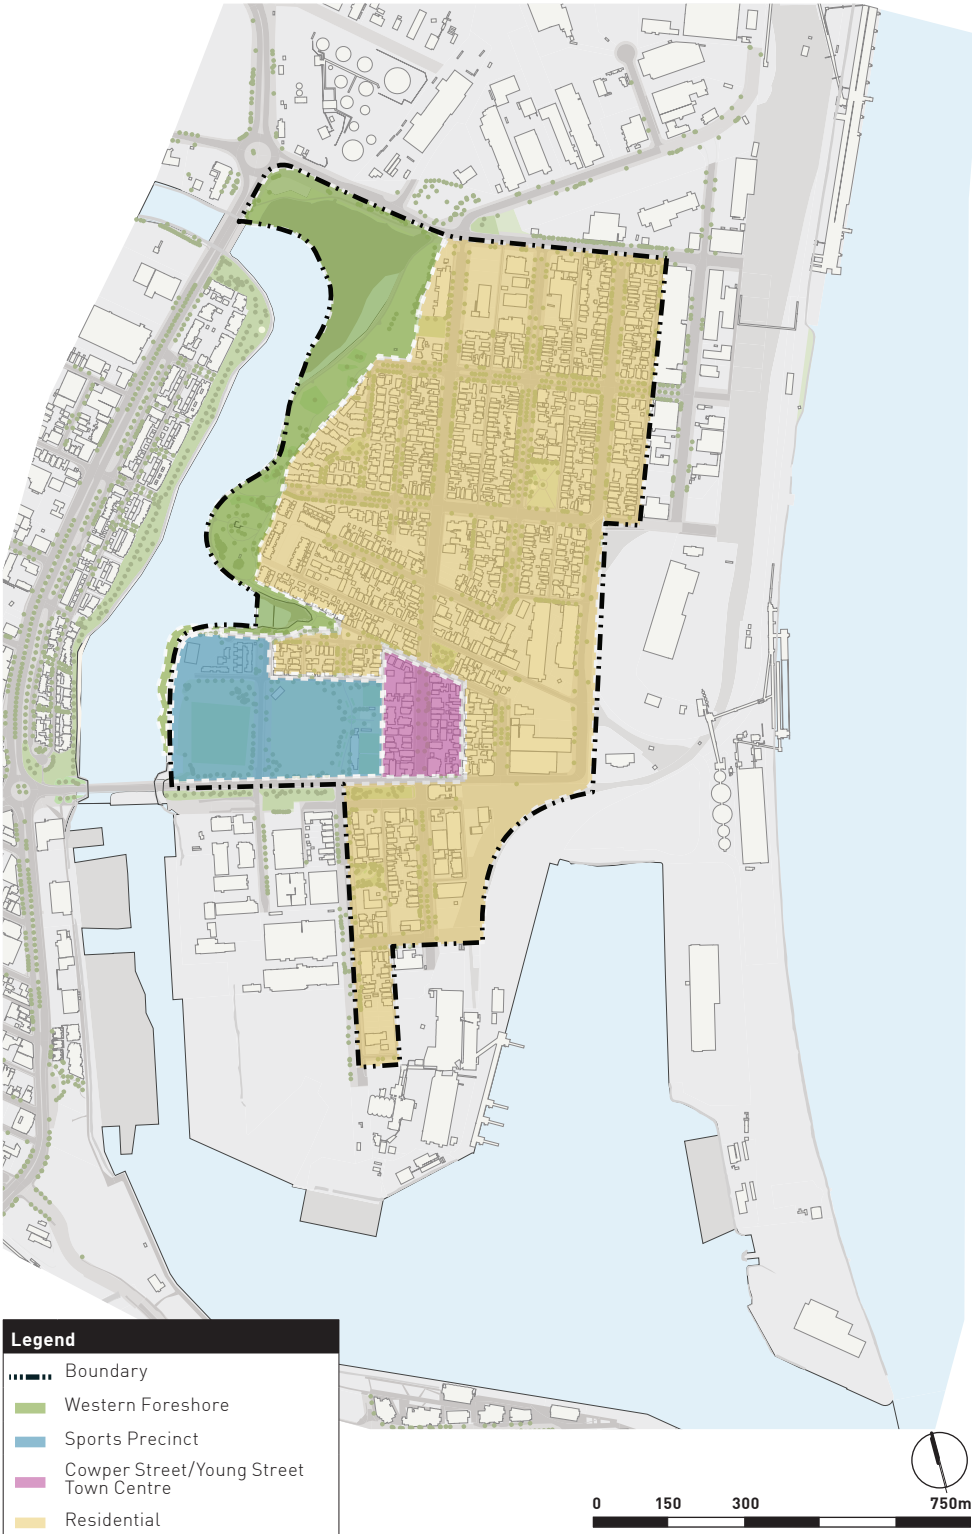 Legend
Boundary
Western Foreshore
Sports Precinct
Cowper Street/Young Street
Town Centre
Residential
0 150 300 750m